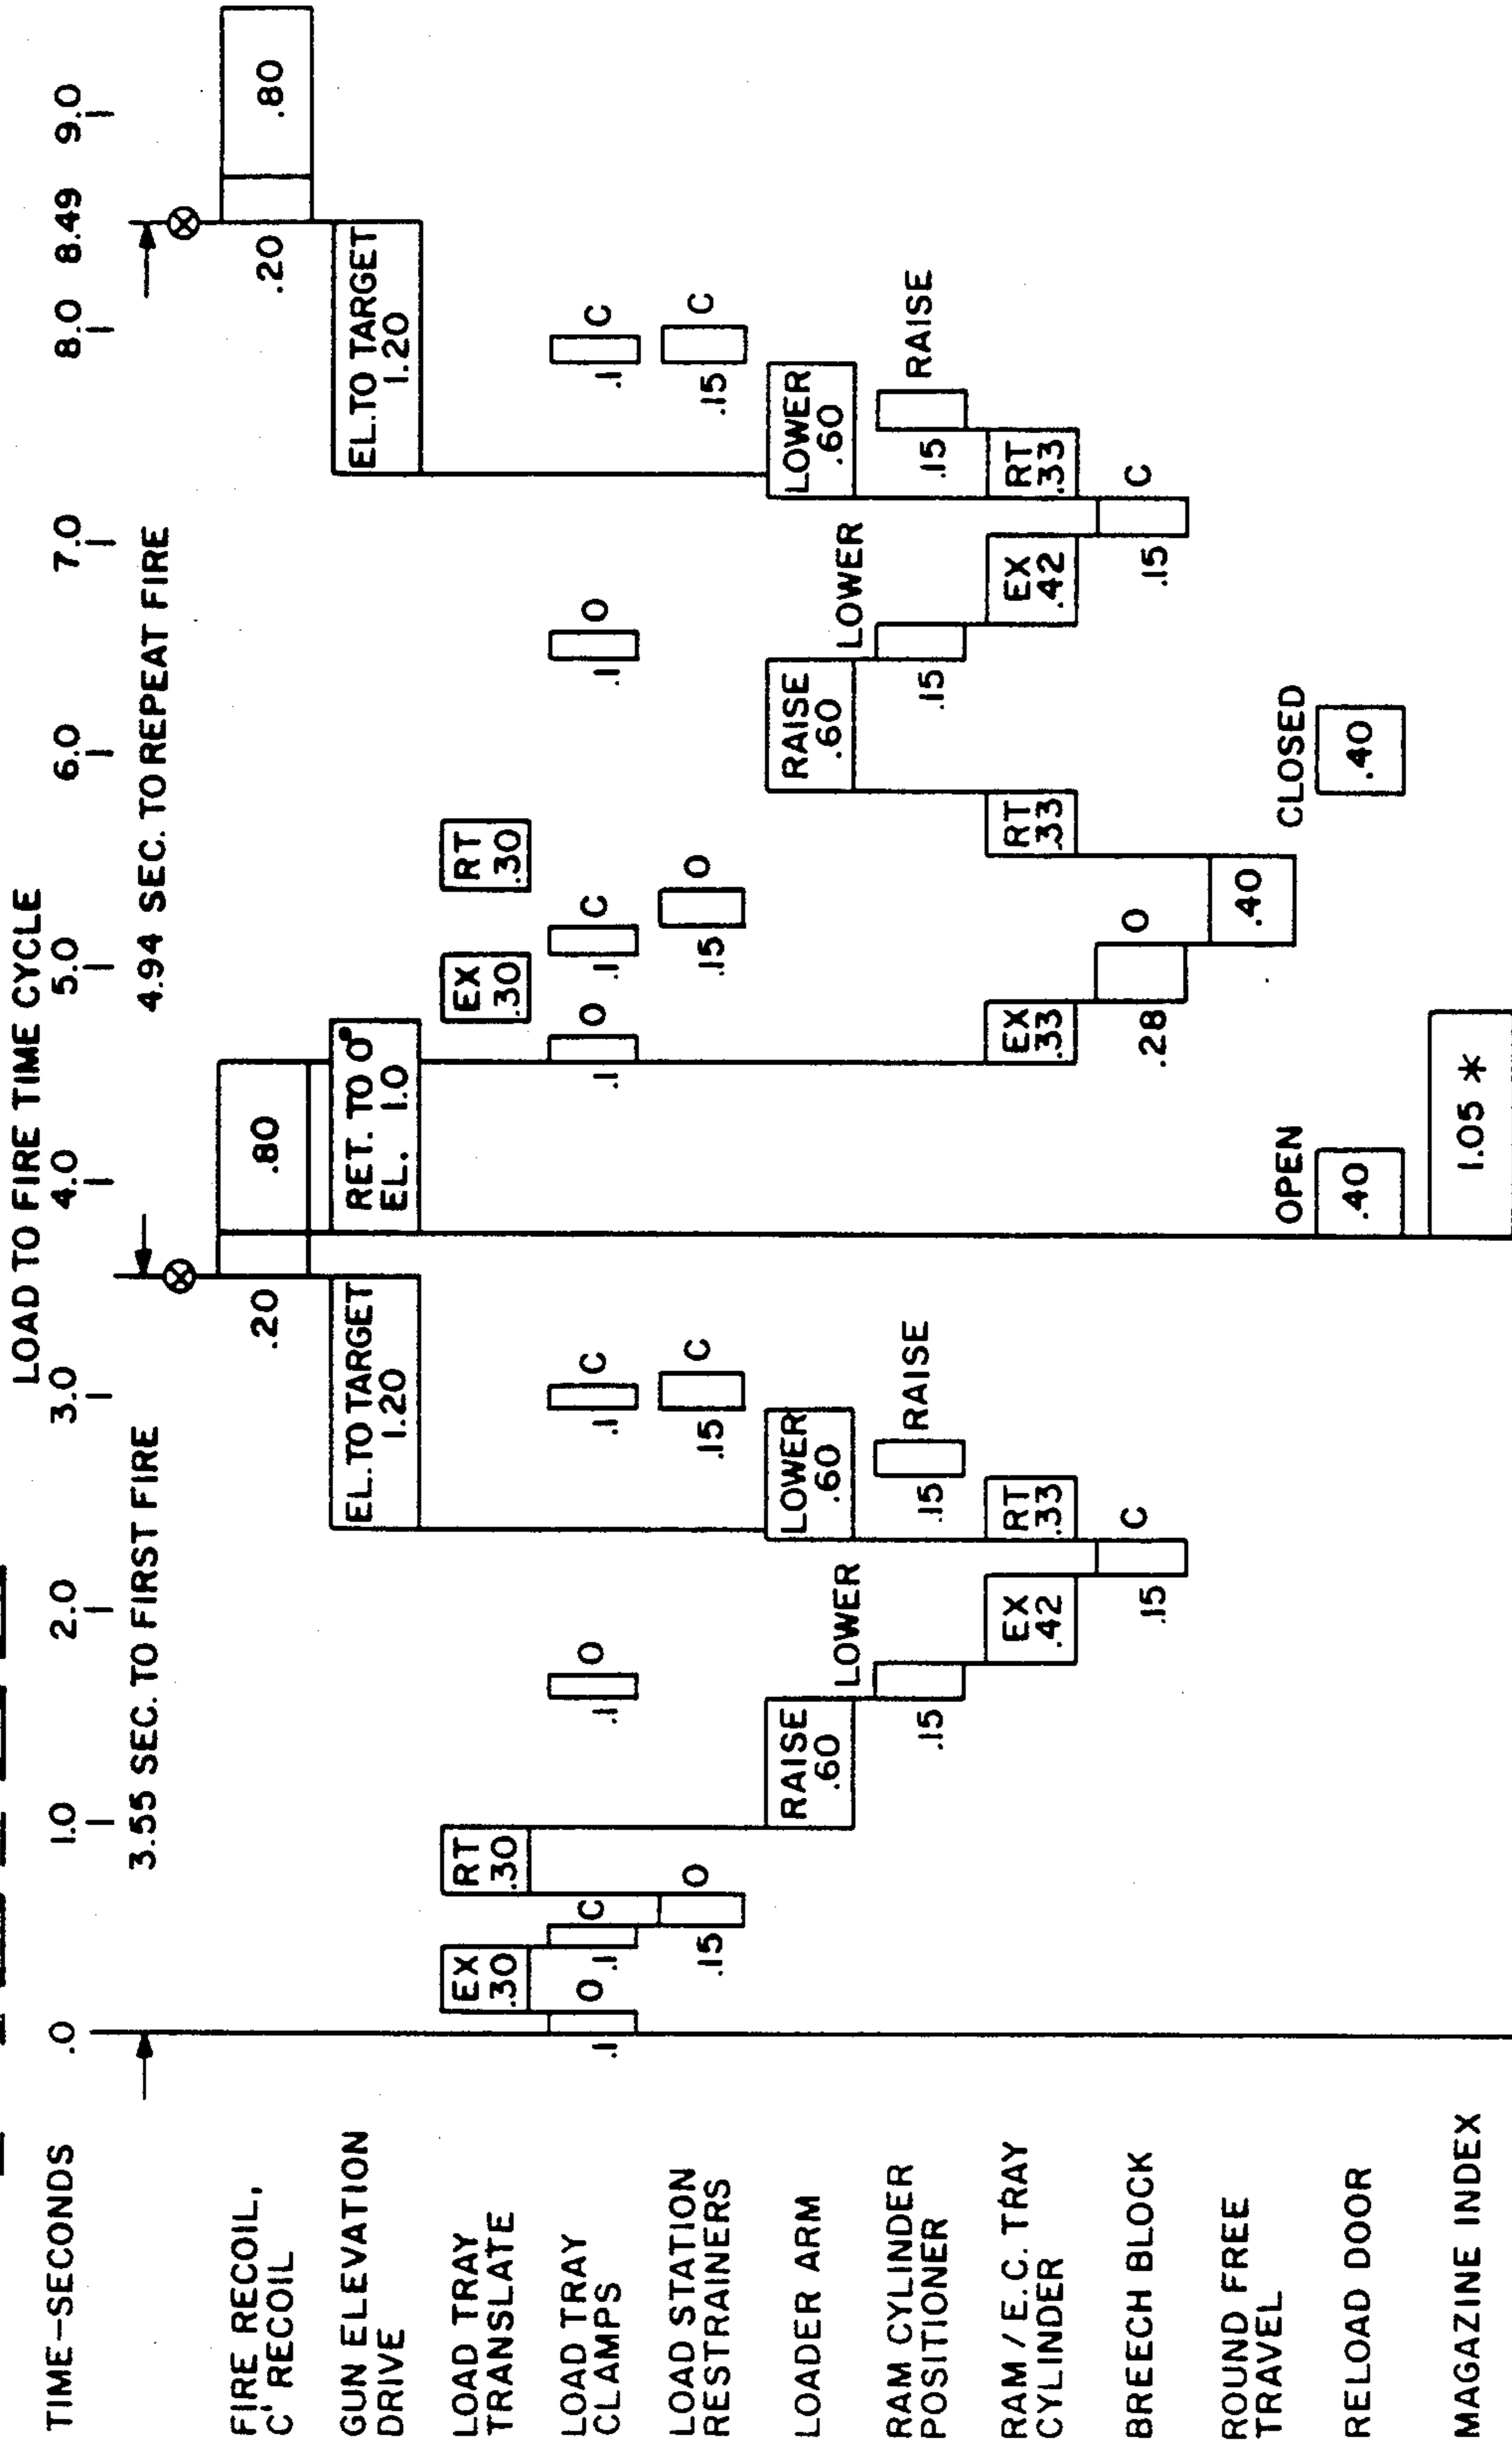 LOAD TO FIRE TIME CYCLE
TIME-SECONDS .0 1.0 2.0 3.0 4.0 5.0 6.0 7.0 8.0 8.49 9.0
3.55 SEC. TO FIRST FIRE 4.94 SEC. TO REPEAT FIRE
FIRE RECOIL,
C' RECOIL
.20 .80 .20 .80
GUN ELEVATION
DRIVE
EL. TO TARGET
1.20
RET. TO 0°
EL. 1.0
EL. TO TARGET
1.20
LOAD TRAY
TRANSLATE
EX
.30
RT
.30
EX
.30
RT
.30
LOAD TRAY
CLAMPS
.1 O .1 C .1 O .1 C .1 O .1 C .1 O .1 C
LOAD STATION
RESTRAINERS
.15 O .15 C .15 O .15 C
LOADER ARM
RAISE
.60
LOWER
.60
RAISE
.60
LOWER
.60
RAM CYLINDER
POSITIONER
.15 LOWER .15 RAISE .15 LOWER .15 RAISE
RAM / E.C. TRAY
CYLINDER
EX
.42
RT
.33
EX
.33
RT
.33
EX
.42
RT
.33
BREECH BLOCK
.15 C .28 O .15 C
ROUND FREE
TRAVEL
.40
RELOAD DOOR
OPEN
.40
CLOSED
.40
MAGAZINE INDEX
1.05 *